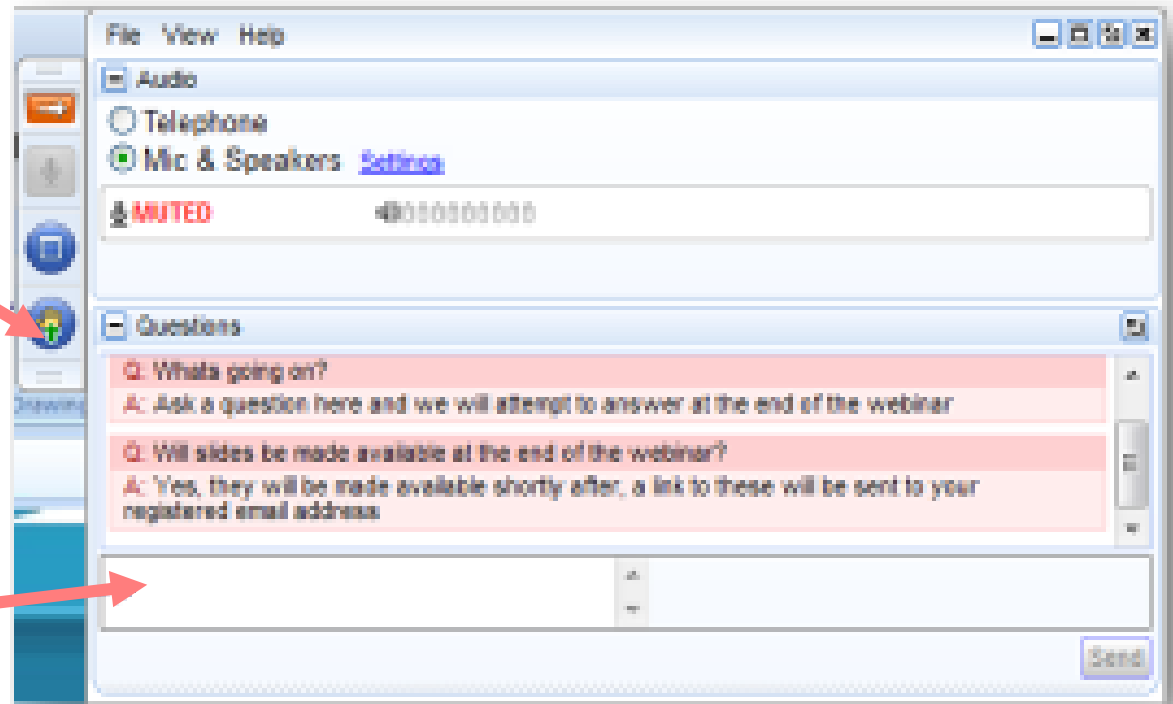 File View Help
Audio
Telephone
Mic & Speakers Settings
MUTED
Questions
Q: Whats going on?
A: Ask a question here and we will attempt to answer at the end of the webinar
Q: Will slides be made available at the end of the webinar?
A: Yes, they will be made available shortly after, a link to these will be sent to your
registered email address
Drawing
Send